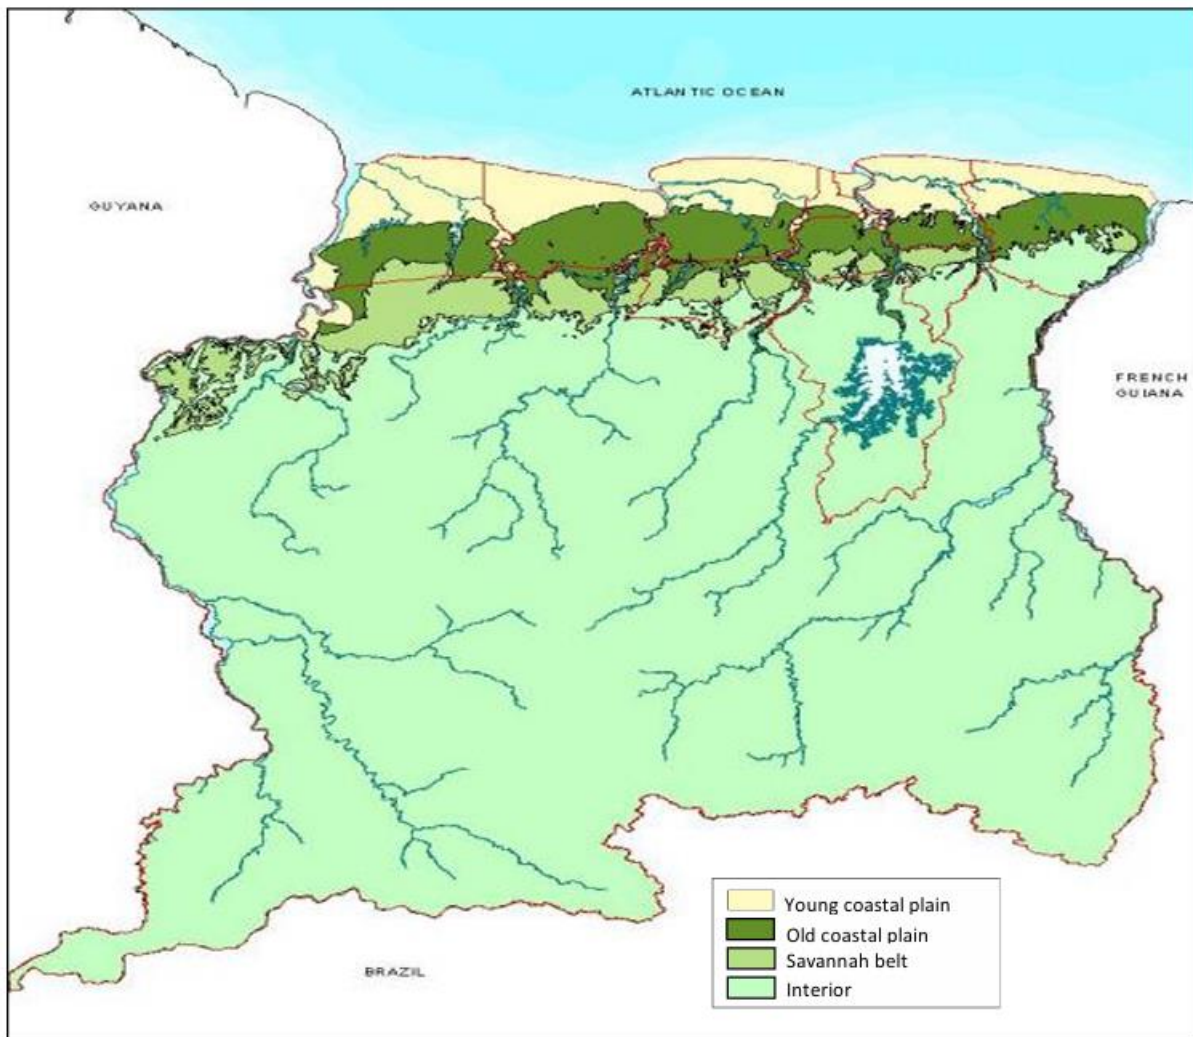 ATLANTIC OCEAN
GUYANA
FRENCH
GUIANA
BRAZIL
Young coastal plain
Old coastal plain
Savannah belt
Interior